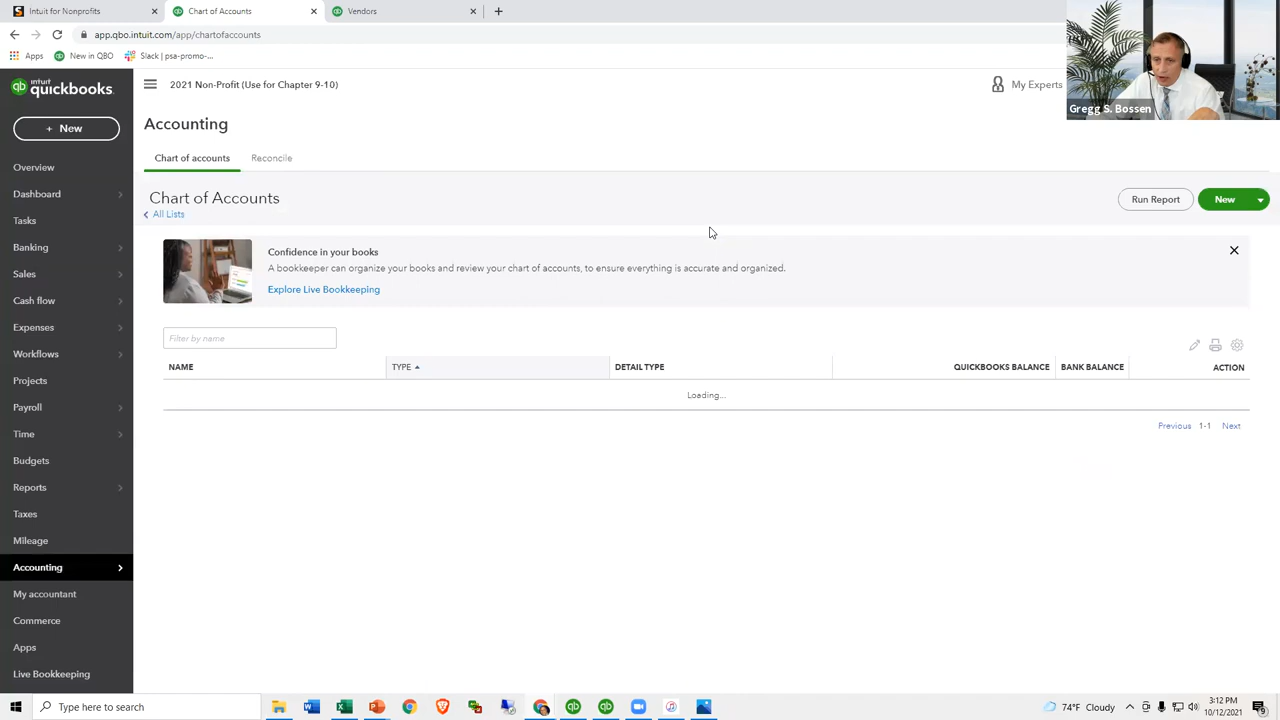 Intuit for Nonprofits
Chart of Accounts
Vendors
app.qbo.intuit.com/app/chartofaccounts
Apps
New in QBO
Slack | psa-promo-...
intuit
quickbooks.
2021 Non-Profit (Use for Chapter 9-10)
My Experts
Gregg S. Bossen
+ New
Accounting
Chart of accounts
Reconcile
Overview
Dashboard
Tasks
Banking
Sales
Cash flow
Expenses
Workflows
Projects
Payroll
Time
Budgets
Reports
Taxes
Mileage
Accounting
My accountant
Commerce
Apps
Live Bookkeeping
Chart of Accounts
All Lists
Run Report
New
Confidence in your books
A bookkeeper can organize your books and review your chart of accounts, to ensure everything is accurate and organized.
Explore Live Bookkeeping
Filter by name
NAME
TYPE
DETAIL TYPE
QUICKBOOKS BALANCE
BANK BALANCE
ACTION
Loading...
Previous 1-1 Next
Type here to search
74°F Cloudy
3:12 PM
10/12/2021